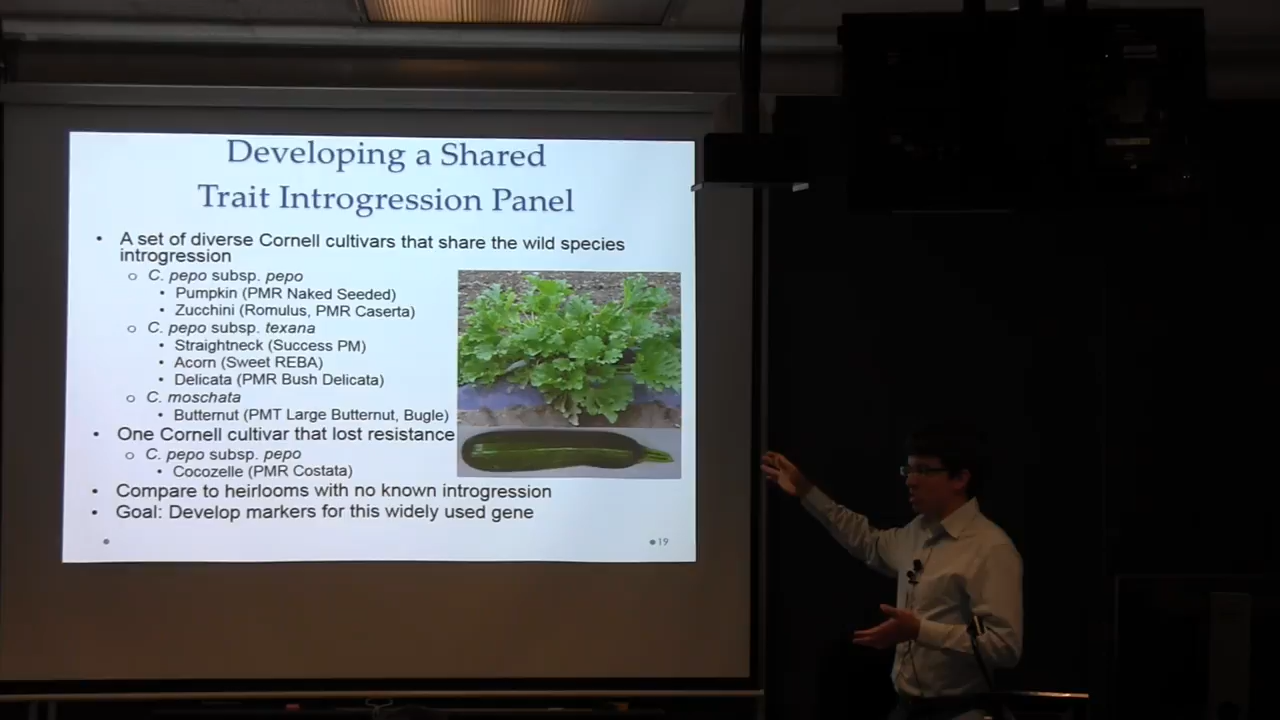 Developing a Shared
Trait Introgression Panel
• A set of diverse Cornell cultivars that share the wild species
introgression
o C. pepo subsp. pepo
• Pumpkin (PMR Naked Seeded)
• Zucchini (Romulus, PMR Caserta)
o C. pepo subsp. texana
• Straightneck (Success PM)
• Acorn (Sweet REBA)
• Delicata (PMR Bush Delicata)
o C. moschata
• Butternut (PMT Large Butternut, Bugle)
• One Cornell cultivar that lost resistance
o C. pepo subsp. pepo
• Cocozelle (PMR Costata)
• Compare to heirlooms with no known introgression
• Goal: Develop markers for this widely used gene
• 19